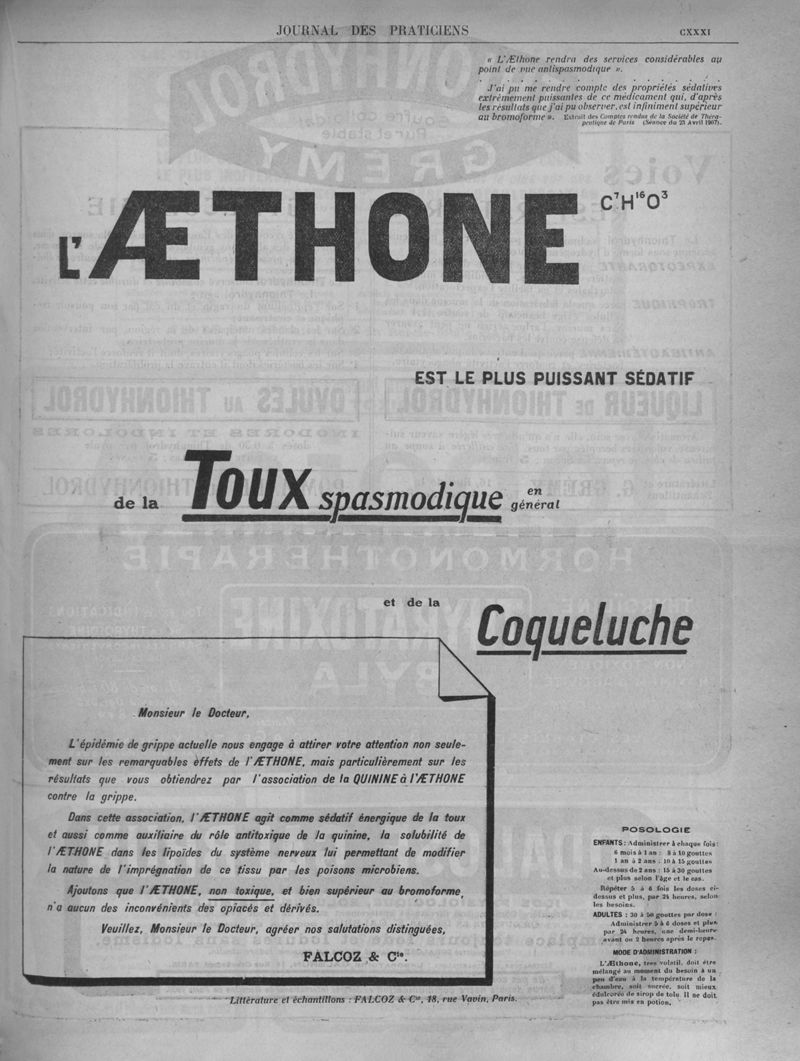 JOURNAL DES PRATICIENS CXXXI
« L'Æthone rendra des services considérables au
point de vue antispasmodique ».
J'ai pu me rendre compte des propriétés sédatives
extrêmement puissantes de ce médicament qui, d'après
les résultats que j'ai pu observer, est infiniment supérieur
au bromoforme ». Extrait des Comptes rendus de la Société de Théra-
peutique de Paris (Séance du 23 Avril 1907).
L'ÆTHONE C⁷H¹⁶O³
EST LE PLUS PUISSANT SÉDATIF
de la TOUX spasmodique en général
et de la Coqueluche
Monsieur le Docteur,
L'épidémie de grippe actuelle nous engage à attirer votre attention non seule-
ment sur les remarquables èffets de l'ÆTHONE, mais particulièrement sur les
résultats que vous obtiendrez par l'association de la QUININE à l'ÆTHONE
contre la grippe.
Dans cette association, l'ÆTHONE agit comme sédatif énergique de la toux
et aussi comme auxiliaire du rôle antitoxique de la quinine, la solubilité de
l'ÆTHONE dans les lipoïdes du système nerveux lui permettant de modifier
la nature de l'imprégnation de ce tissu par les poisons microbiens.
Ajoutons que l'ÆTHONE, non toxique, et bien supérieur au bromoforme,
n'a aucun des inconvénients des opiacés et dérivés.
Veuillez, Monsieur le Docteur, agréer nos salutations distinguées,
FALCOZ & Cie.
POSOLOGIE
ENFANTS : Administrer à chaque fois :
6 mois à 1 an : 8 à 10 gouttes
1 an à 2 ans : 10 à 15 gouttes
Au-dessus de 2 ans : 15 à 30 gouttes
et plus selon l'âge et le cas.
Répéter 5 à 6 fois les doses ci-
dessus et plus, par 24 heures, selon
les besoins.
ADULTES : 30 à 50 gouttes par dose :
Administrer 5 à 6 doses et plus
par 24 heures, une demi-heure
avant ou 2 heures après le repas.
MODE D'ADMINISTRATION :
L'Æthone, très volatil, doit être
mélangé au moment du besoin à un
peu d'eau à la température de la
chambre, soit sucrée, soit mieux
édulcorée de sirop de tolu. Il ne doit
pas être mis en potion.
Littérature et échantillons : FALCOZ & Cie, 18, rue Vavin, Paris.